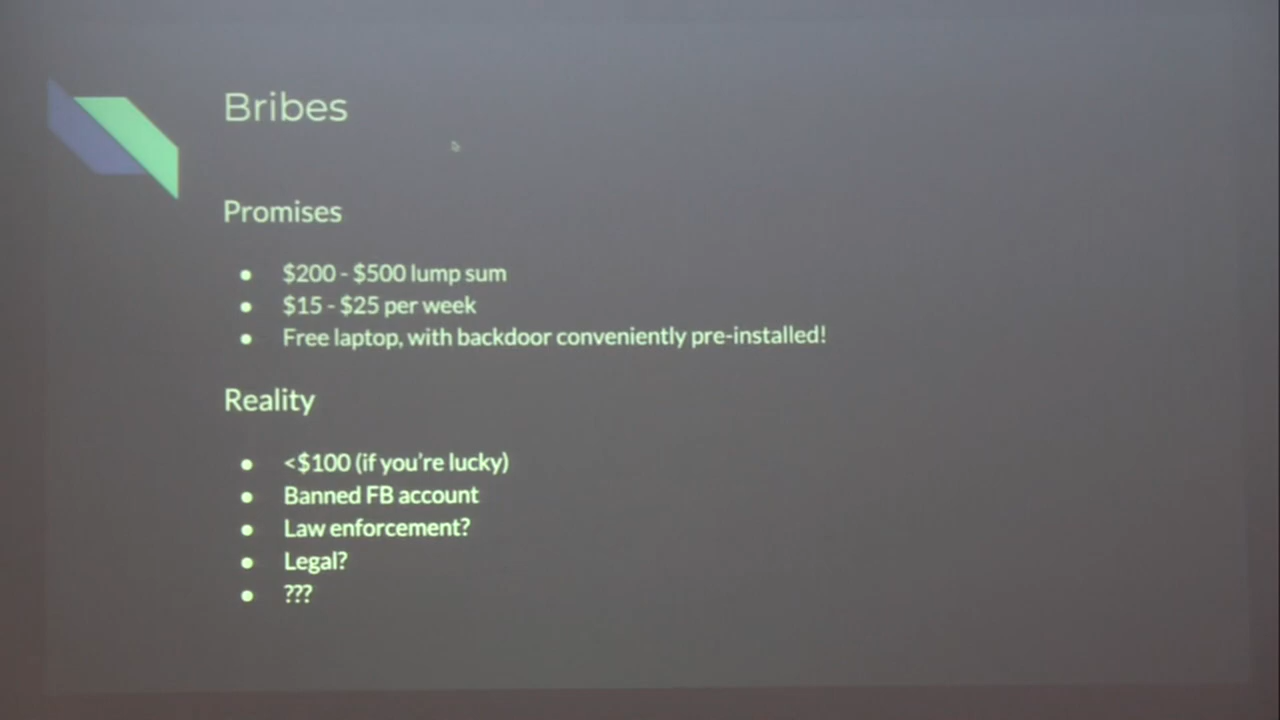 Bribes
Promises
● $200 - $500 lump sum
● $15 - $25 per week
● Free laptop, with backdoor conveniently pre-installed!
Reality
● <$100 (if you're lucky)
● Banned FB account
● Law enforcement?
● Legal?
● ???